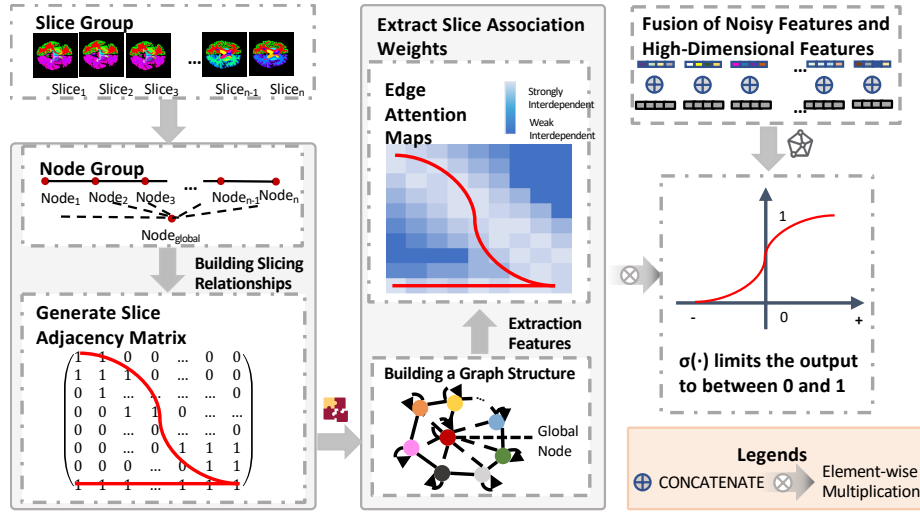 Slice Group
...
Slice1 Slice2 Slice3 Slicen-1 Slicen
Node Group
...
Node1 Node2 Node3 Noden-1 Noden
Nodeglobal
Building Slicing
Relationships
Generate Slice
Adjacency Matrix
1 1 0 0 ... 0 0
1 1 1 0 ... 0 0
0 1 ... ... ... ... 0
0 0 1 1 0 ... ...
0 0 ... 0 ... ... 0
0 0 ... 0 1 1 1
0 0 0 ... 0 1 1
1 1 1 ... 1 1 1
Extract Slice Association
Weights
Edge
Attention
Maps
Strongly
Interdependent
Weak
Interdependent
Extraction
Features
Building a Graph Structure
Global
Node
Fusion of Noisy Features and
High-Dimensional Features
...
...
1
- 0 +
σ(·) limits the output
to between 0 and 1
Legends
CONCATENATE Element-wise
Multiplication